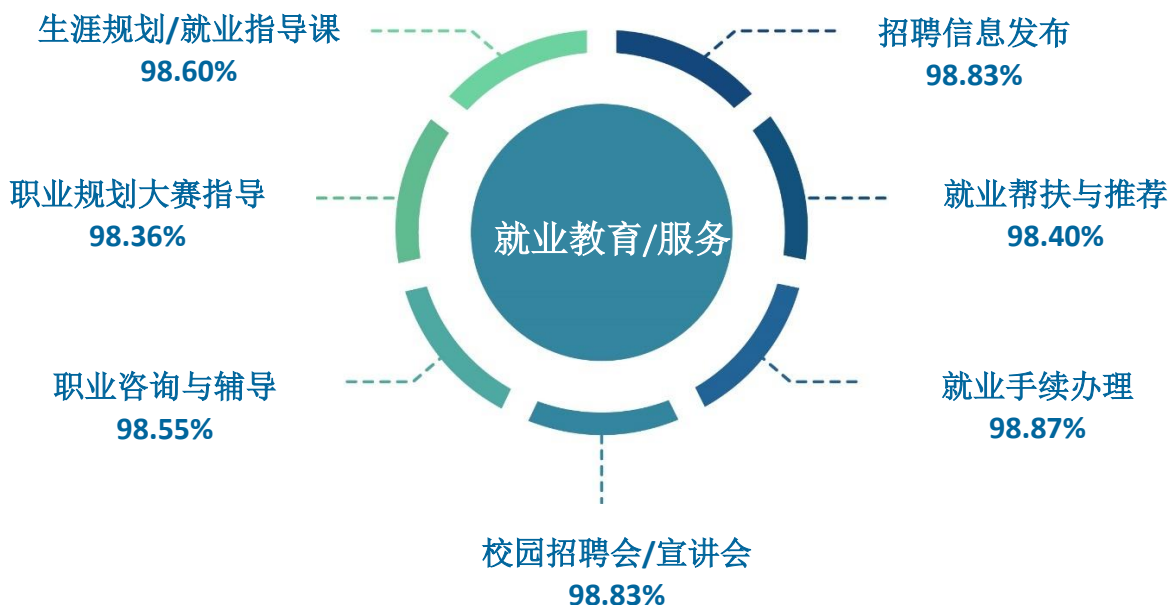 生涯规划/就业指导课
98.60%
招聘信息发布
98.83%
职业规划大赛指导
98.36%
就业帮扶与推荐
98.40%
就业教育/服务
职业咨询与辅导
98.55%
就业手续办理
98.87%
校园招聘会/宣讲会
98.83%